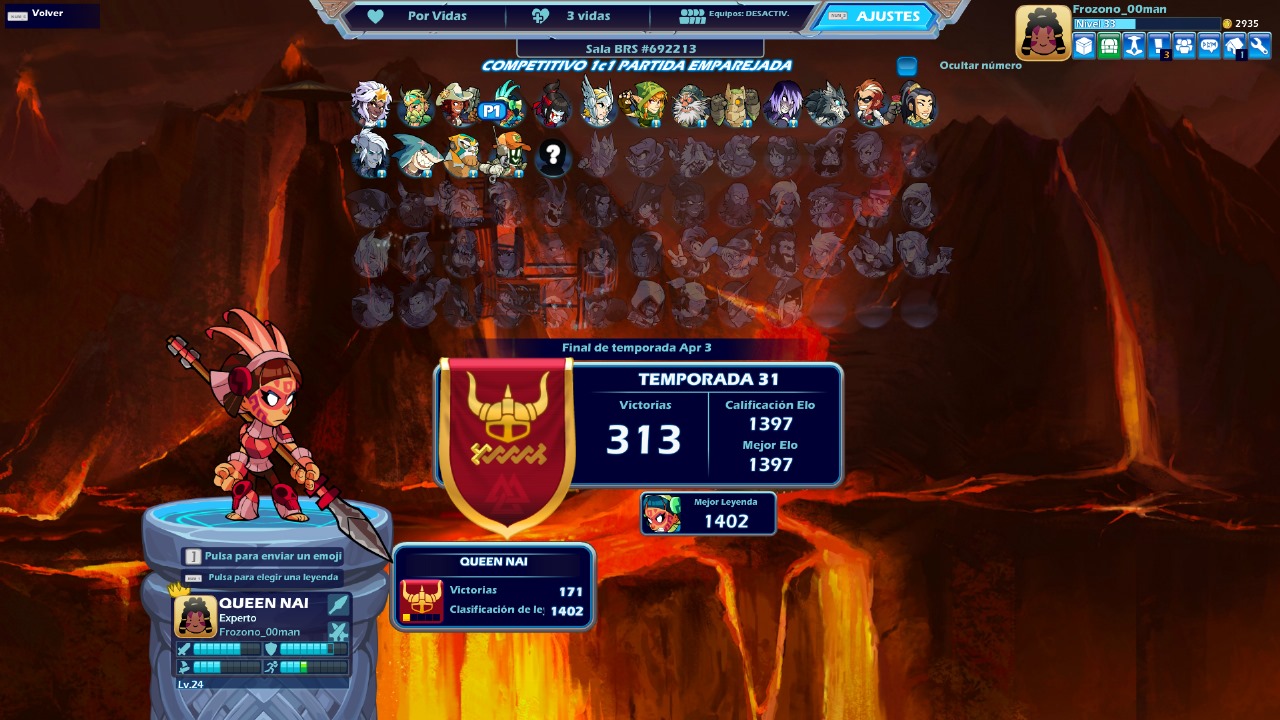 Volver
Por Vidas
3 vidas
Equipos: DESACTIV.
AJUSTES
Frozono_00man
Nivel 33
2935
3
1
Sala BRS #692213
COMPETITIVO 1c1 PARTIDA EMPAREJADA
Ocultar número
P1
?
Final de temporada Apr 3
TEMPORADA 31
Victorias
313
Calificación Elo
1397
Mejor Elo
1397
Mejor Leyenda
1402
]
Pulsa para enviar un emoji
Pulsa para elegir una leyenda
QUEEN NAI
Experto
Frozono_00man
Lv.24
QUEEN NAI
Victorias
171
Clasificación de le
1402